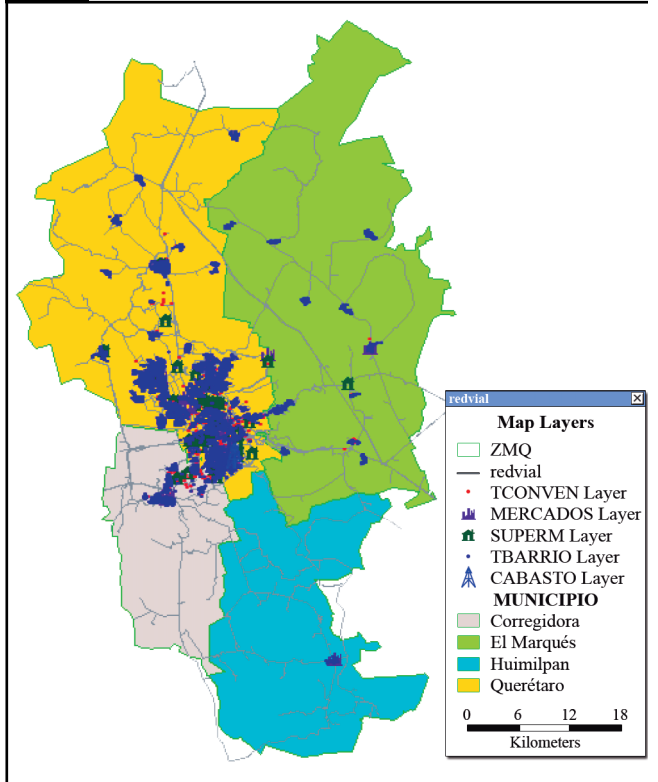 redvial
Map Layers
ZMQ
redvial
TCONVEN Layer
MERCADOS Layer
SUPERM Layer
TBARRIO Layer
CABASTO Layer
MUNICIPIO
Corregidora
El Marqués
Huimilpan
Querétaro
0 6 12 18
Kilometers